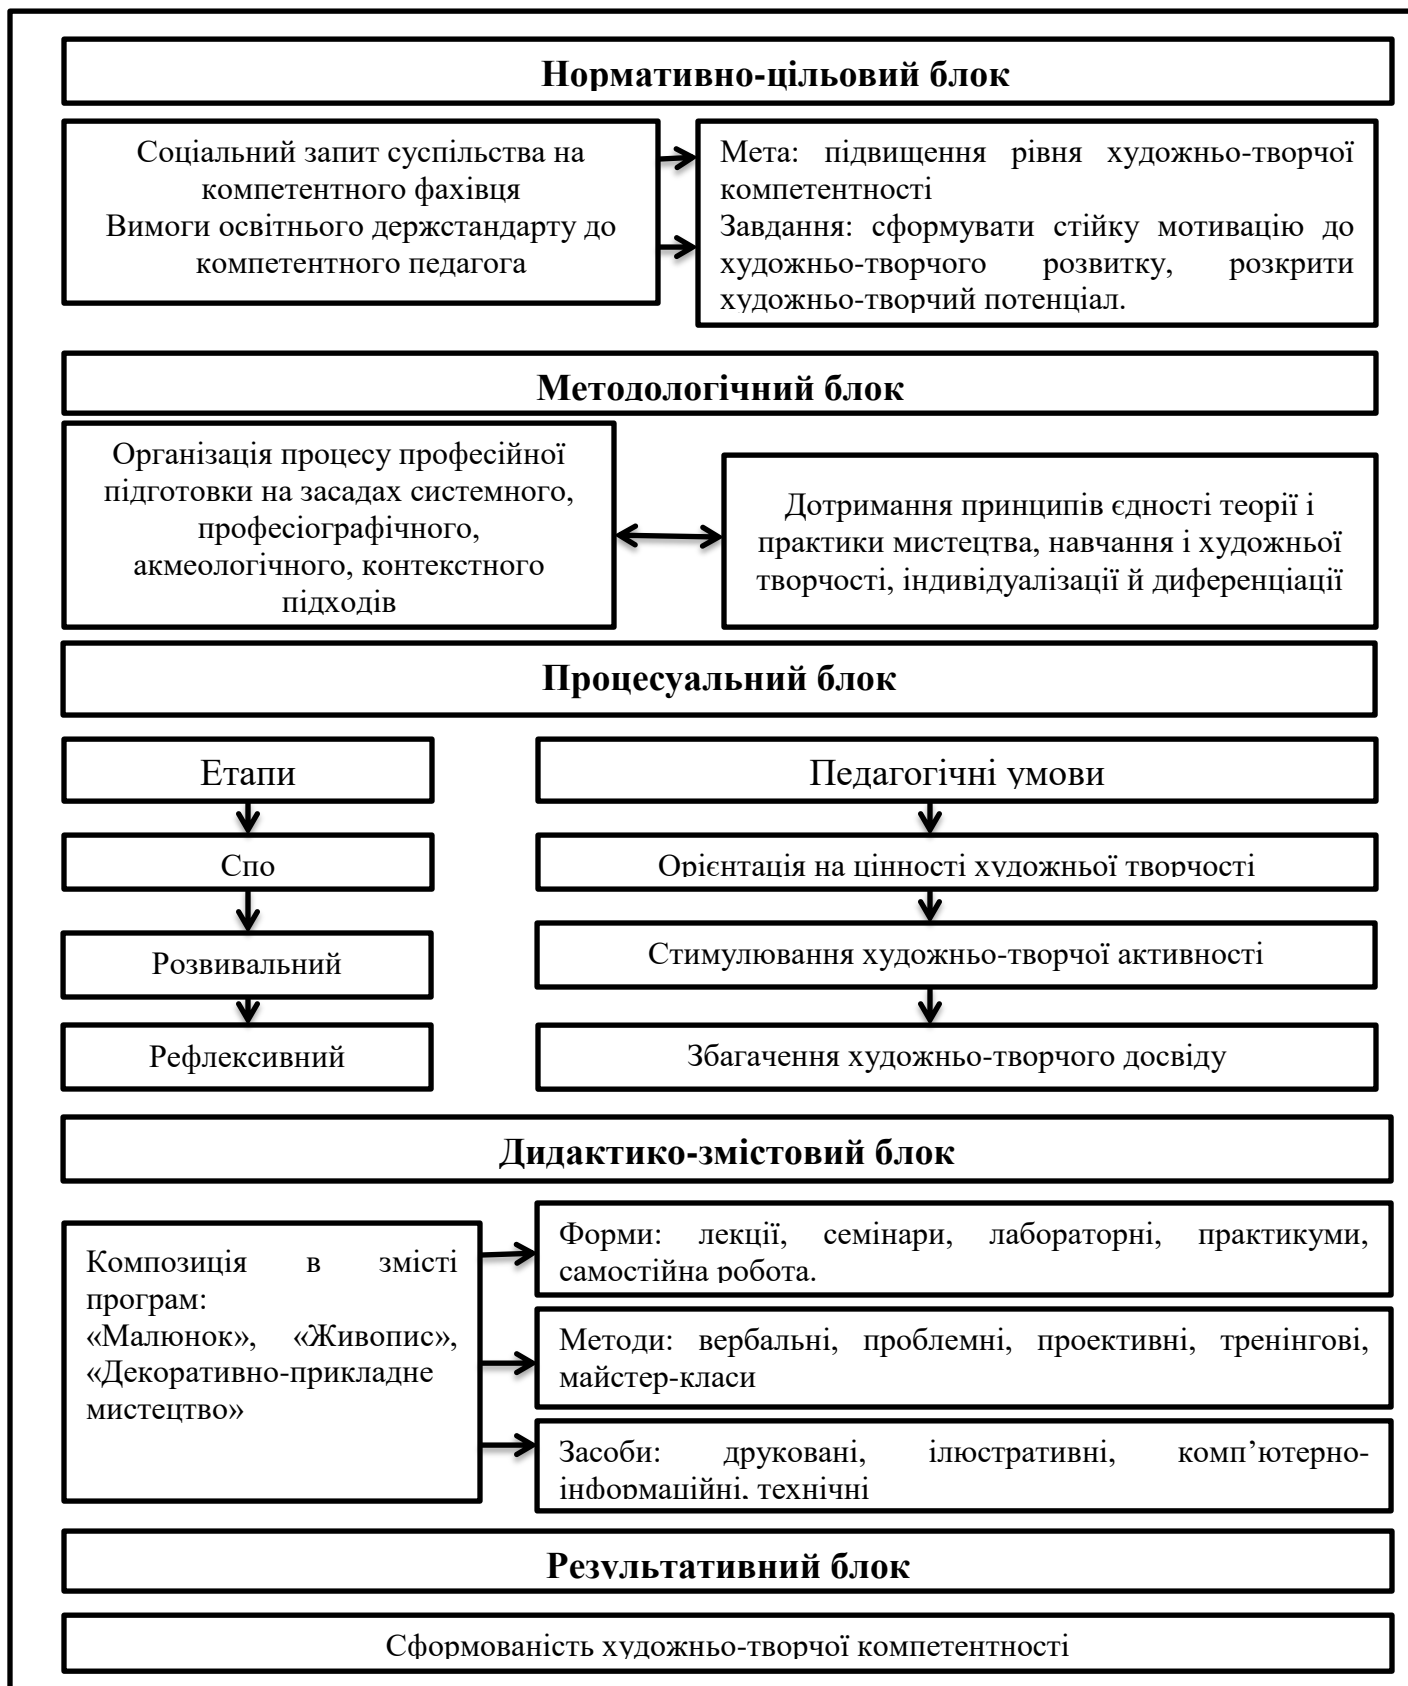 Нормативно-цільовий блок
Соціальний запит суспільства на
компетентного фахівця
Вимоги освітнього держстандарту до
компетентного педагога
Мета: підвищення рівня художньо-творчої
компетентності
Завдання: сформувати стійку мотивацію до
художньо-творчого розвитку, розкрити
художньо-творчий потенціал.
Методологічний блок
Організація процесу професійної
підготовки на засадах системного,
професіографічного,
акмеологічного, контекстного
підходів
Дотримання принципів єдності теорії і
практики мистецтва, навчання і художньої
творчості, індивідуалізації й диференціації
Процесуальний блок
Етапи
Спо
Розвивальний
Рефлексивний
Педагогічні умови
Орієнтація на цінності художньої творчості
Стимулювання художньо-творчої активності
Збагачення художньо-творчого досвіду
Дидактико-змістовий блок
Композиція в змісті
програм:
«Малюнок», «Живопис»,
«Декоративно-прикладне
мистецтво»
Форми: лекції, семінари, лабораторні, практикуми,
самостійна робота.
Методи: вербальні, проблемні, проективні, тренінгові,
майстер-класи
Засоби: друковані, ілюстративні, комп’ютерно-
інформаційні, технічні
Результативний блок
Сформованість художньо-творчої компетентності